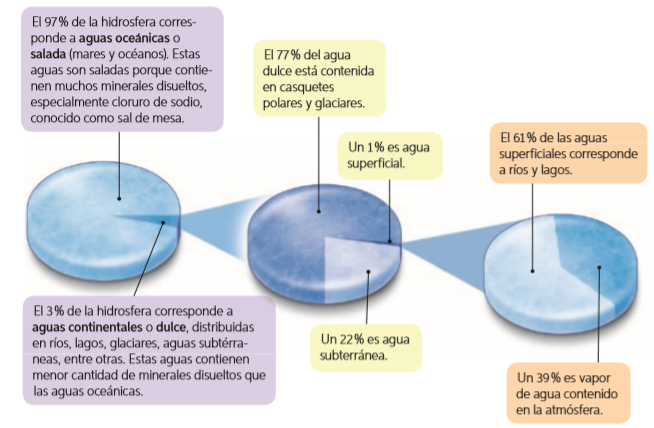 El 97% de la hidrosfera corres-
ponde a aguas oceánicas o
salada (mares y océanos). Estas
aguas son saladas porque contie-
nen muchos minerales disueltos,
especialmente cloruro de sodio,
conocido como sal de mesa.
El 77% del agua
dulce está contenida
en casquetes
polares y glaciares.
Un 1% es agua
superficial.
El 61% de las aguas
superficiales corresponde
a ríos y lagos.
El 3% de la hidrosfera corresponde a
aguas continentales o dulce, distribuidas
en ríos, lagos, glaciares, aguas subtérra-
neas, entre otras. Estas aguas contienen
menor cantidad de minerales disueltos que
las aguas oceánicas.
Un 22% es agua
subterránea.
Un 39% es vapor
de agua contenido
en la atmósfera.